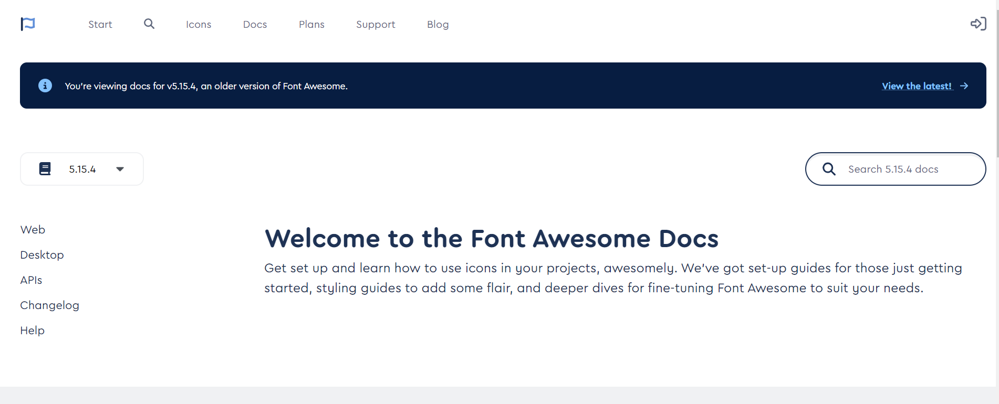 Start Icons Docs Plans Support Blog
You're viewing docs for v5.15.4, an older version of Font Awesome. View the latest!
5.15.4 Search 5.15.4 docs
Web
Desktop
APIs
Changelog
Help
Welcome to the Font Awesome Docs
Get set up and learn how to use icons in your projects, awesomely. We've got set-up guides for those just getting
started, styling guides to add some flair, and deeper dives for fine-tuning Font Awesome to suit your needs.